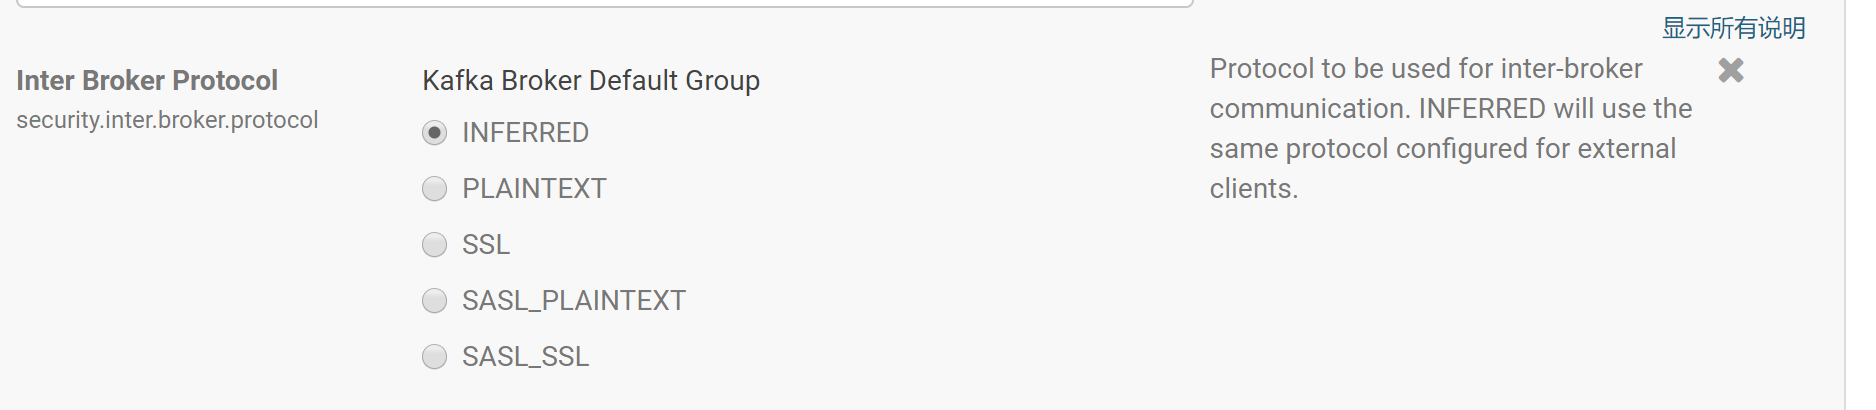 显示所有说明
Inter Broker Protocol
security.inter.broker.protocol
Kafka Broker Default Group
INFERRED
PLAINTEXT
SSL
SASL_PLAINTEXT
SASL_SSL
Protocol to be used for inter-broker
communication. INFERRED will use the
same protocol configured for external
clients.